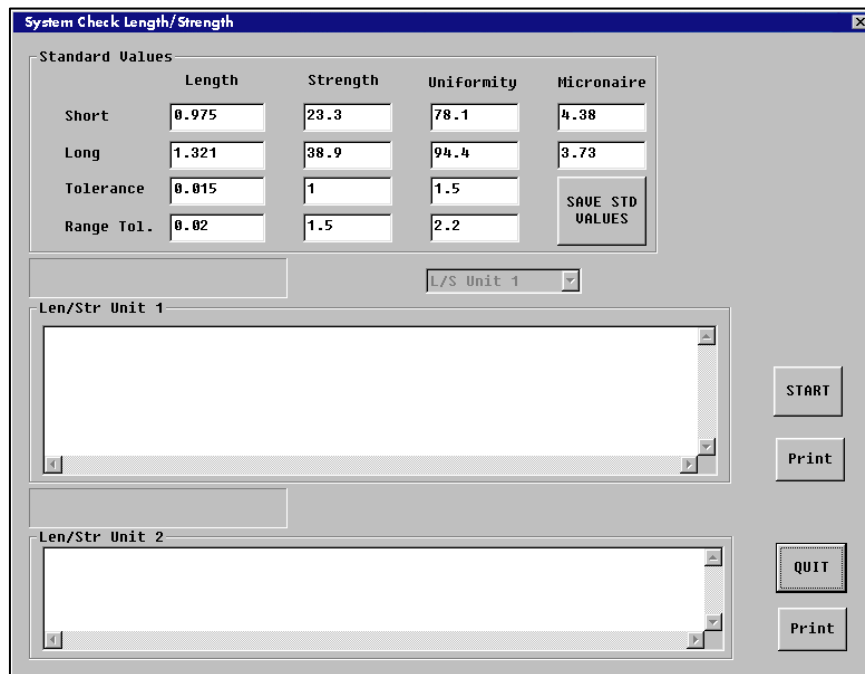 System Check Length/Strength
Standard Values
Length Strength Uniformity Micronaire
Short 0.975 23.3 78.1 4.38
Long 1.321 38.9 94.4 3.73
Tolerance 0.015 1 1.5
SAVE STD
VALUES
Range Tol. 0.02 1.5 2.2
L/S Unit 1
Len/Str Unit 1
START
Print
Len/Str Unit 2
QUIT
Print